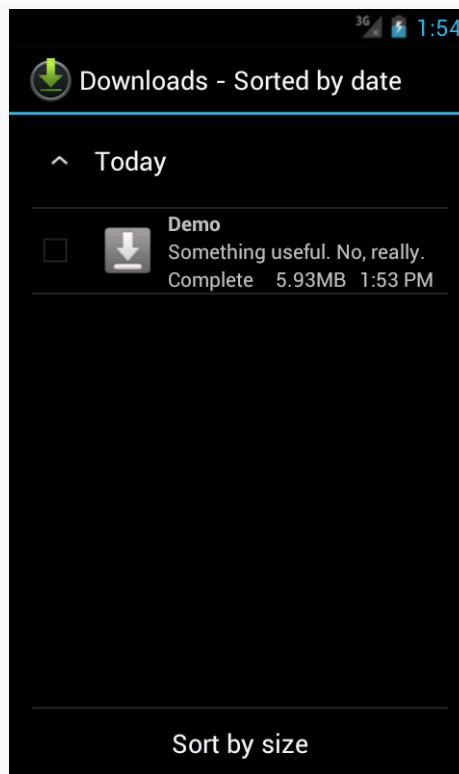 3G 1:54
Downloads - Sorted by date
Today
Demo
Something useful. No, really.
Complete 5.93MB 1:53 PM
Sort by size